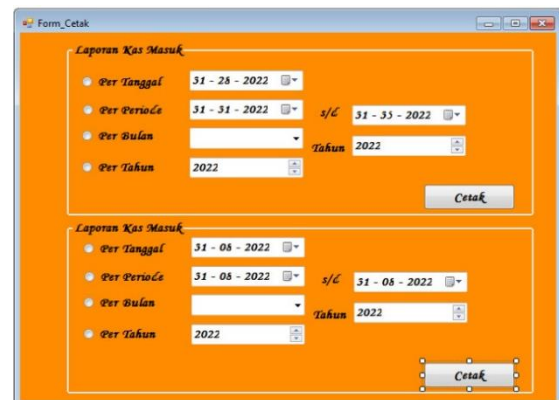 Form_Cetak
Laporan Kas Masuk
Per Tanggal 31 - 28 - 2022
Per Periode 31 - 31 - 2022 s/d 31 - 35 - 2022
Per Bulan Tahun 2022
Per Tahun 2022
Cetak
Laporan Kas Masuk
Per Tanggal 31 - 08 - 2022
Per Periode 31 - 08 - 2022 s/d 31 - 08 - 2022
Per Bulan Tahun 2022
Per Tahun 2022
Cetak